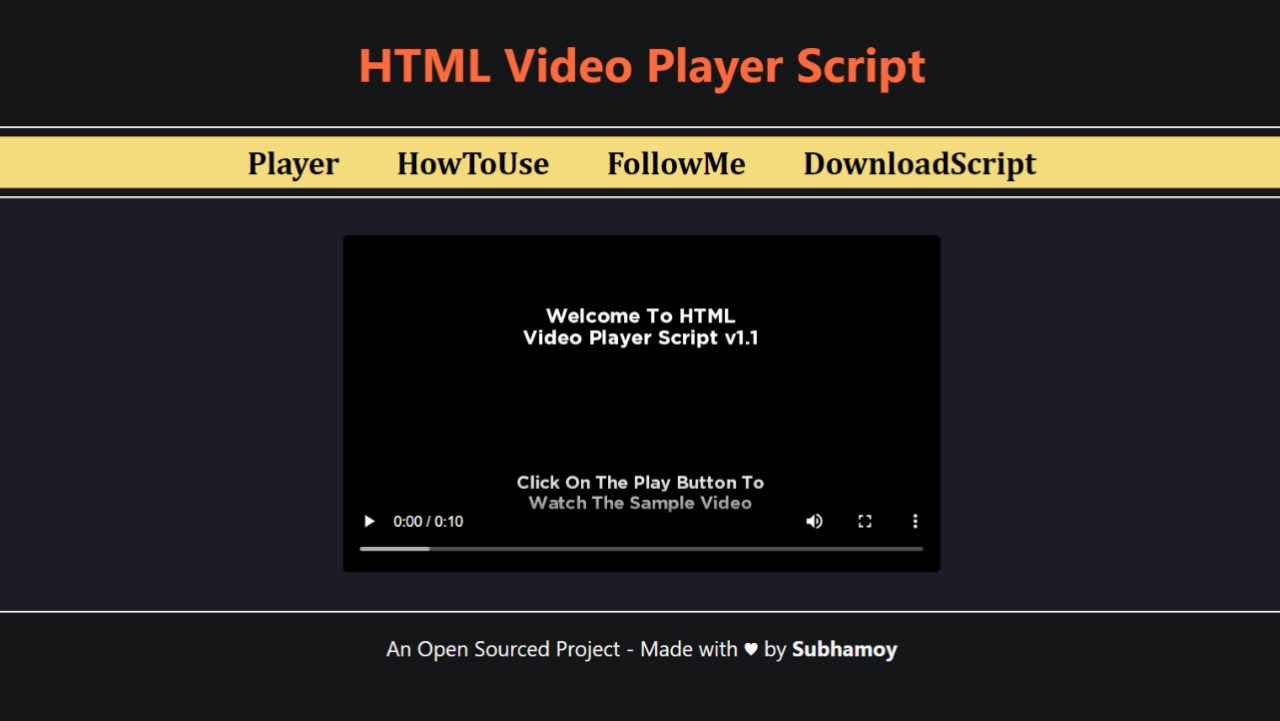 HTML Video Player Script
Player HowToUse FollowMe DownloadScript
Welcome To HTML
Video Player Script v1.1
Click On The Play Button To
Watch The Sample Video
0:00 / 0:10
An Open Sourced Project - Made with ♥ by Subhamoy